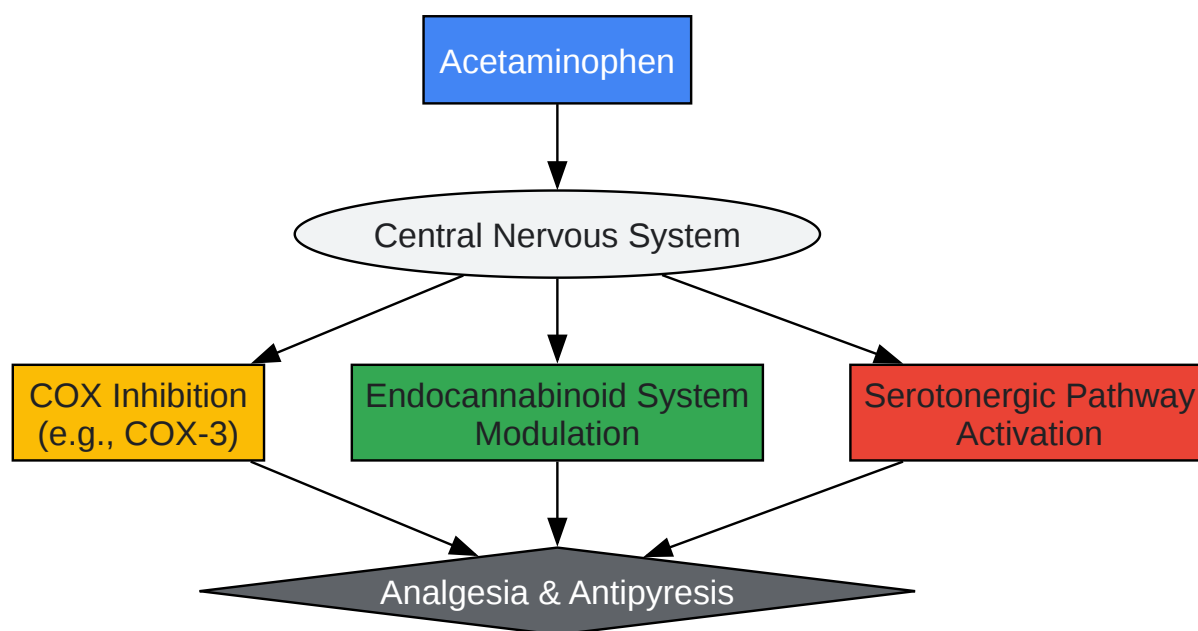 Acetaminophen
Central Nervous System
COX Inhibition
(e.g., COX-3)
Endocannabinoid System
Modulation
Serotonergic Pathway
Activation
Analgesia & Antipyresis